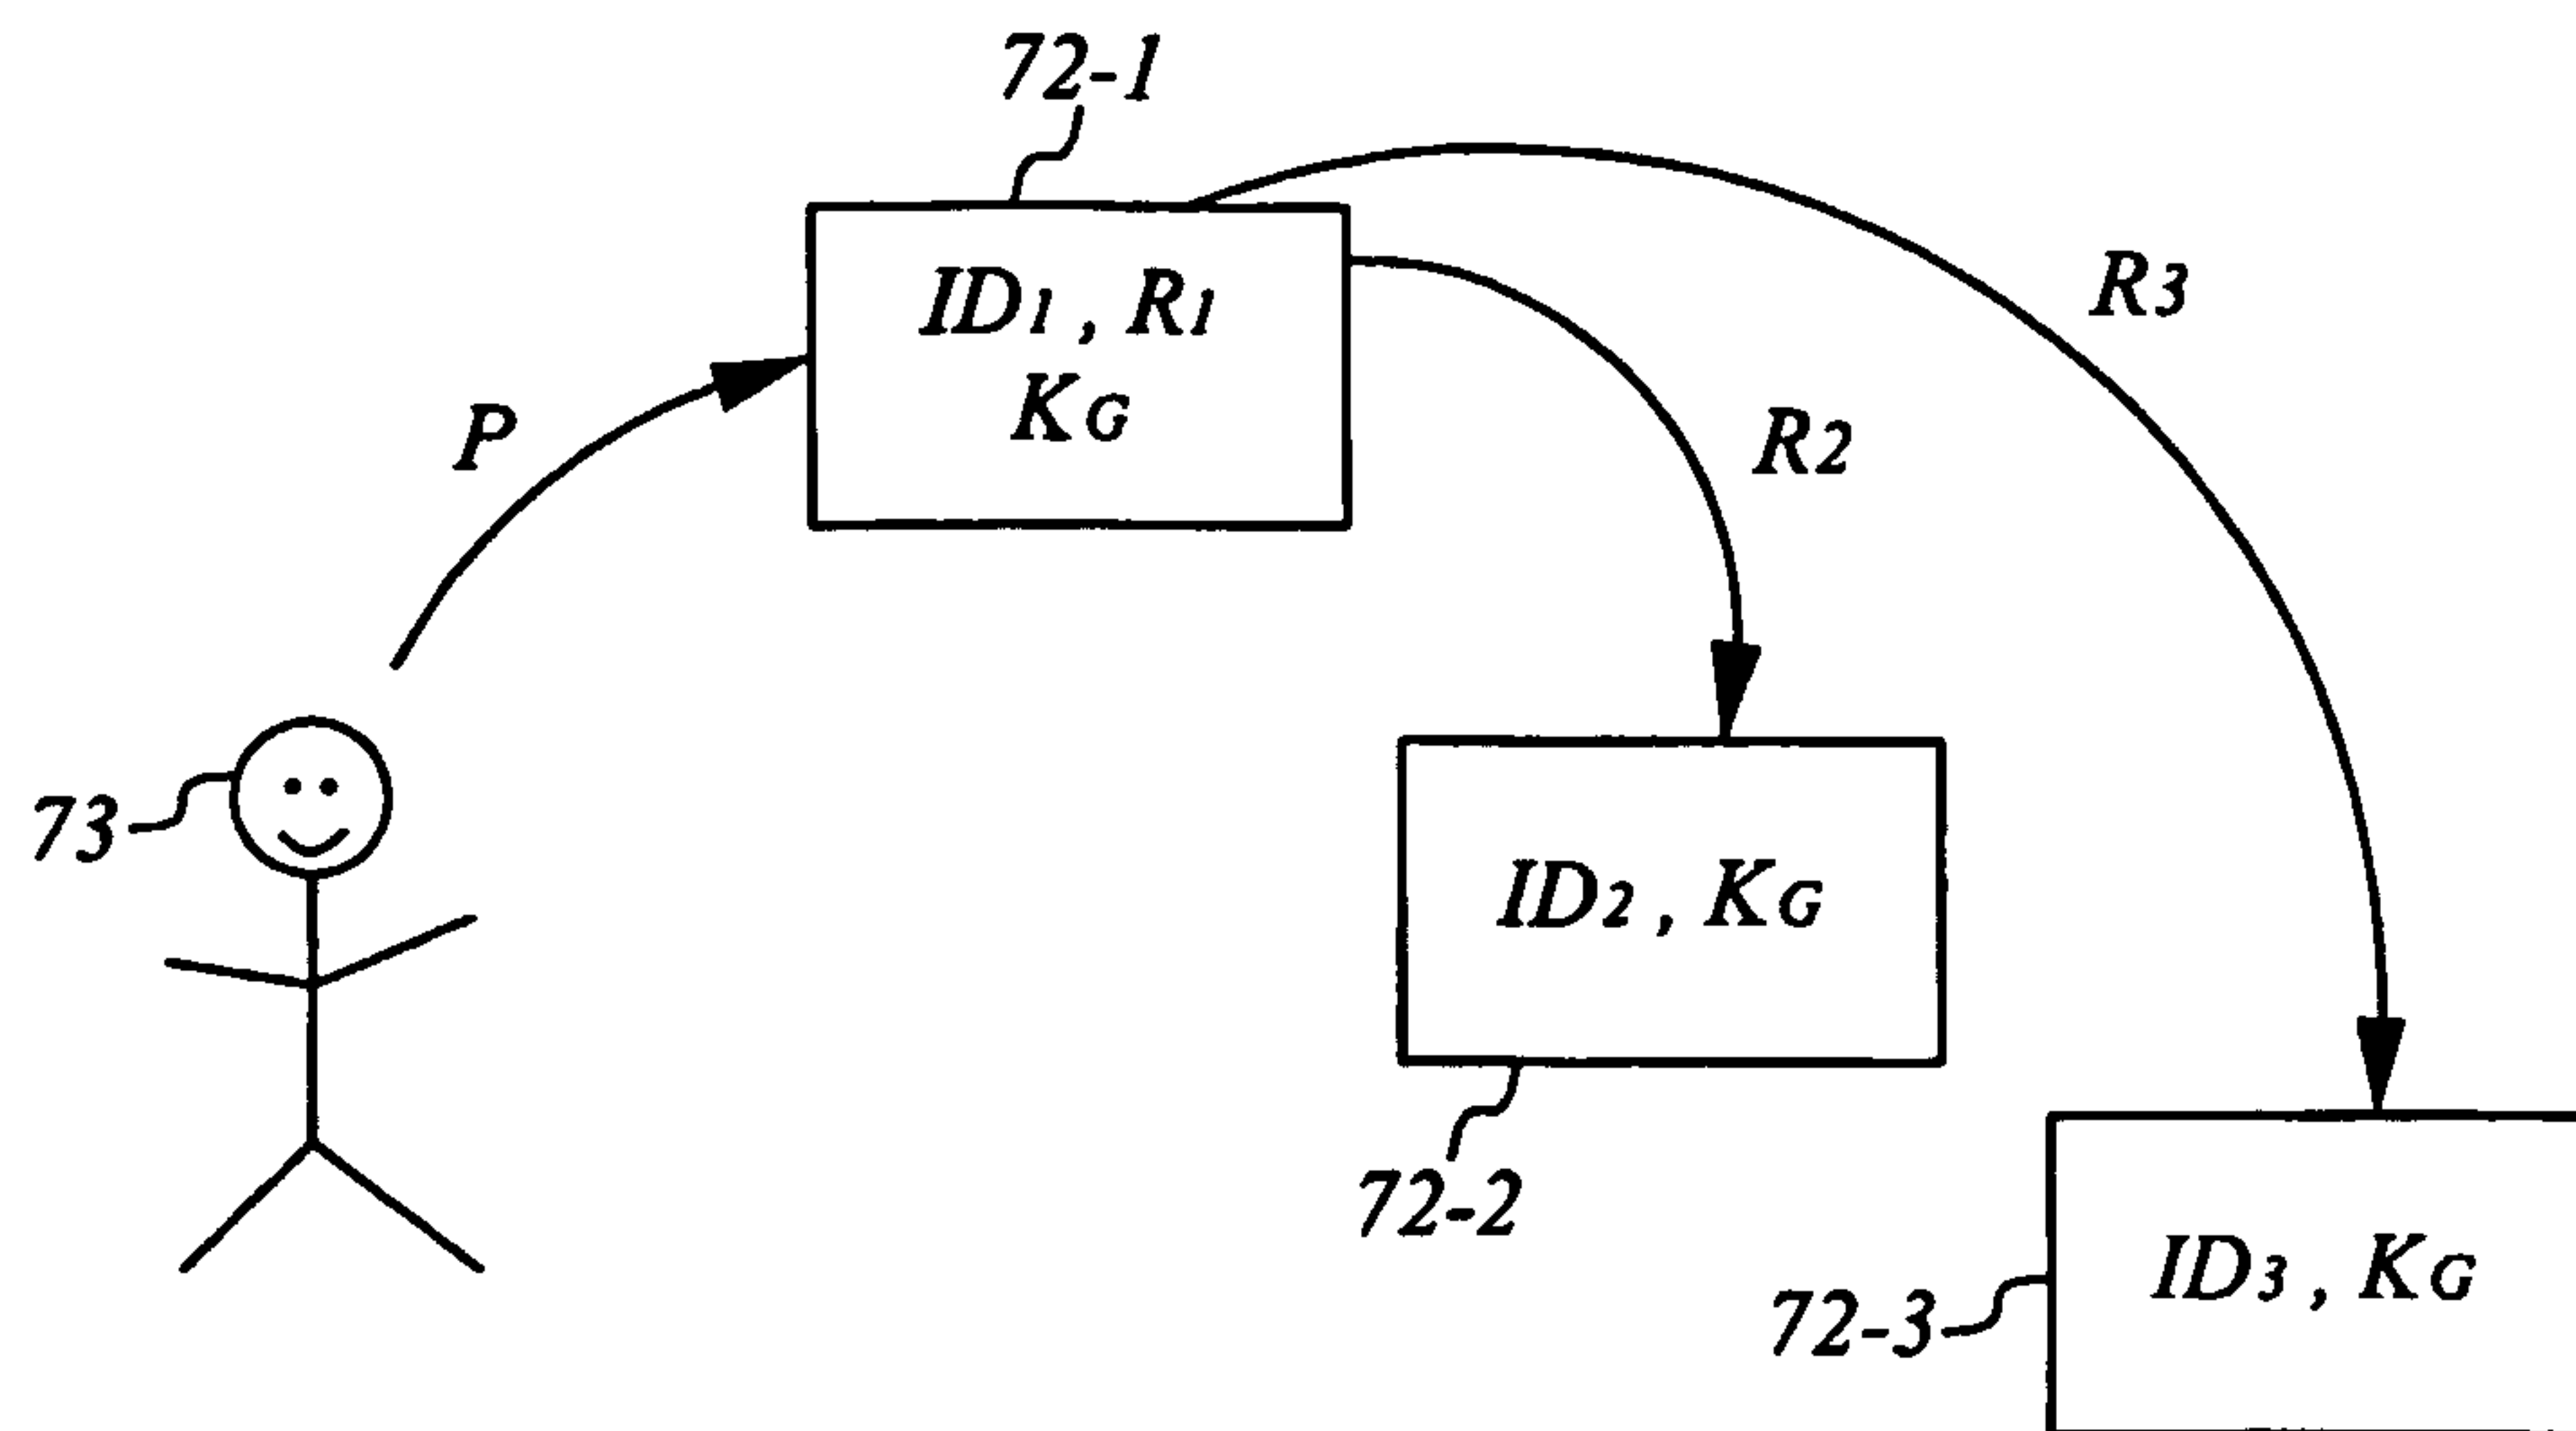 72-1
ID1 , R1
KG
R3
P
R2
73
ID2 , KG
72-2
ID3 , KG
72-3